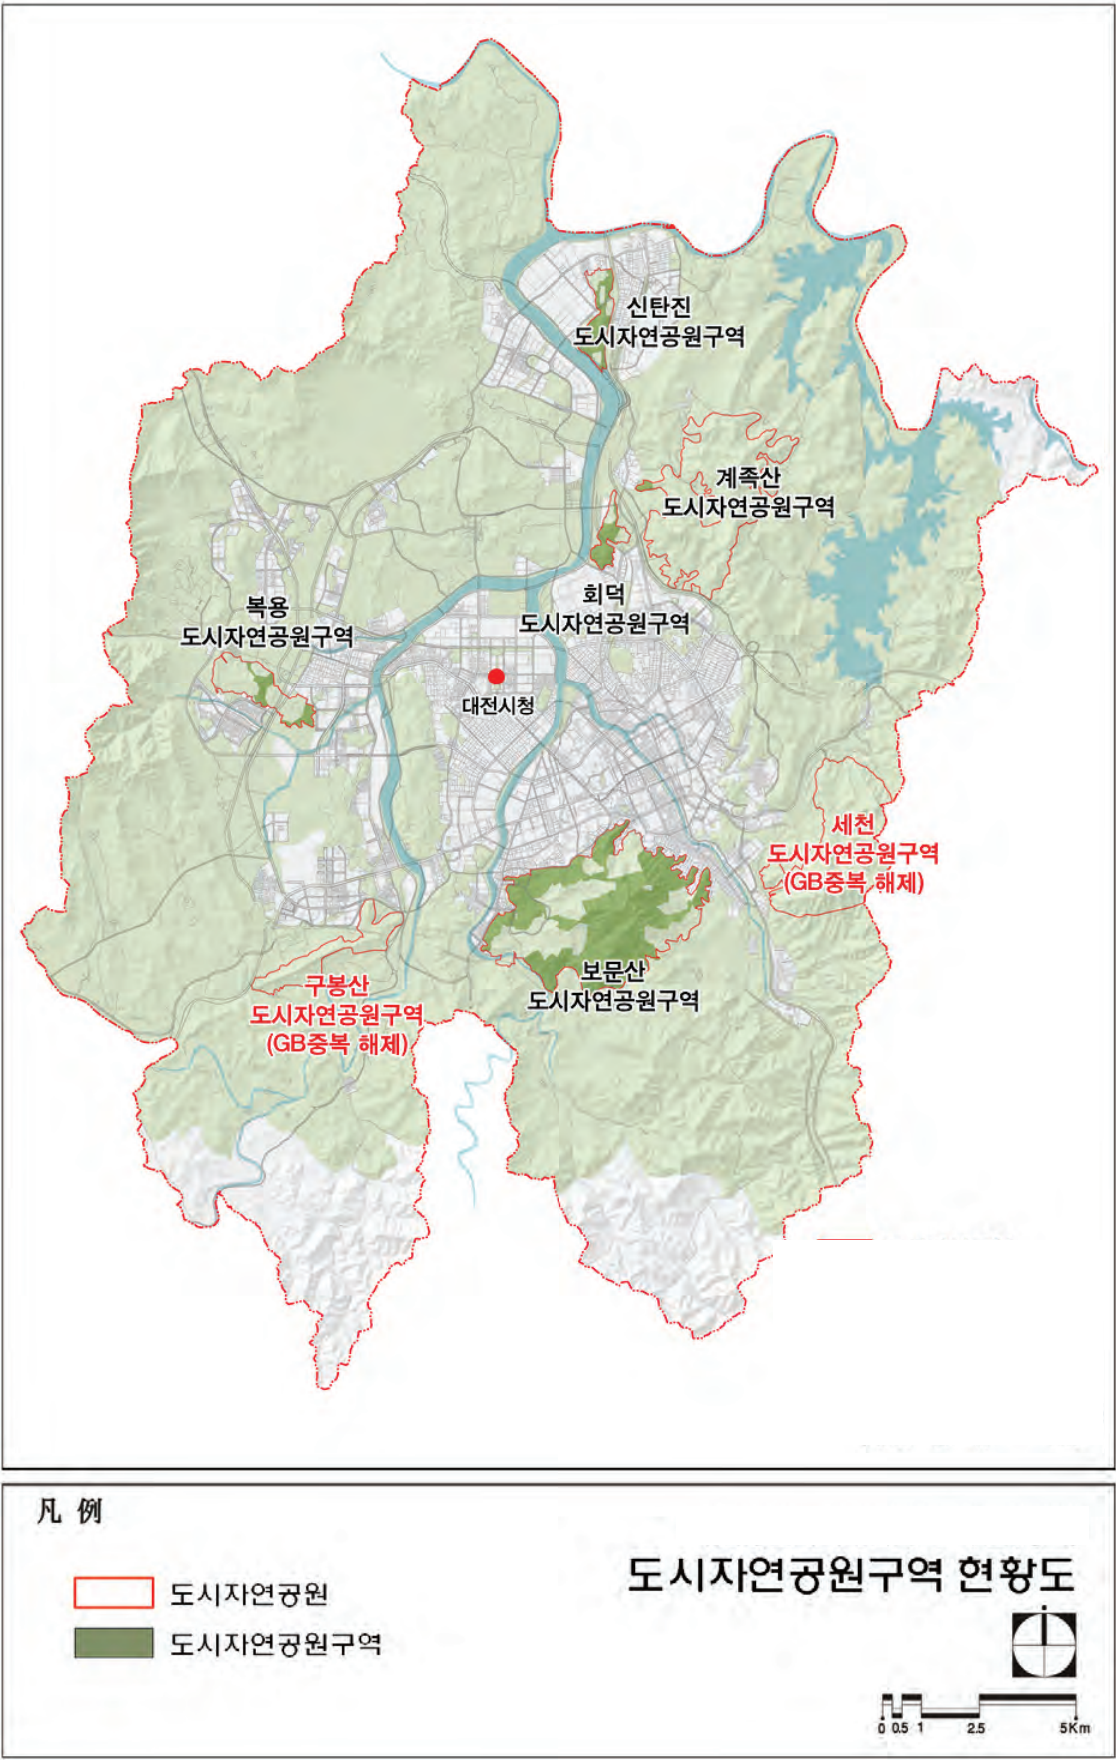 신탄진
도시자연공원구역
계족산
도시자연공원구역
회덕
도시자연공원구역
복용
도시자연공원구역
대전시청
세천
도시자연공원구역
(GB중복 해제)
보문산
도시자연공원구역
구봉산
도시자연공원구역
(GB중복 해제)
凡 例
도시자연공원
도시자연공원구역
도시자연공원구역 현황도
0 0.5 1 2.5 5Km